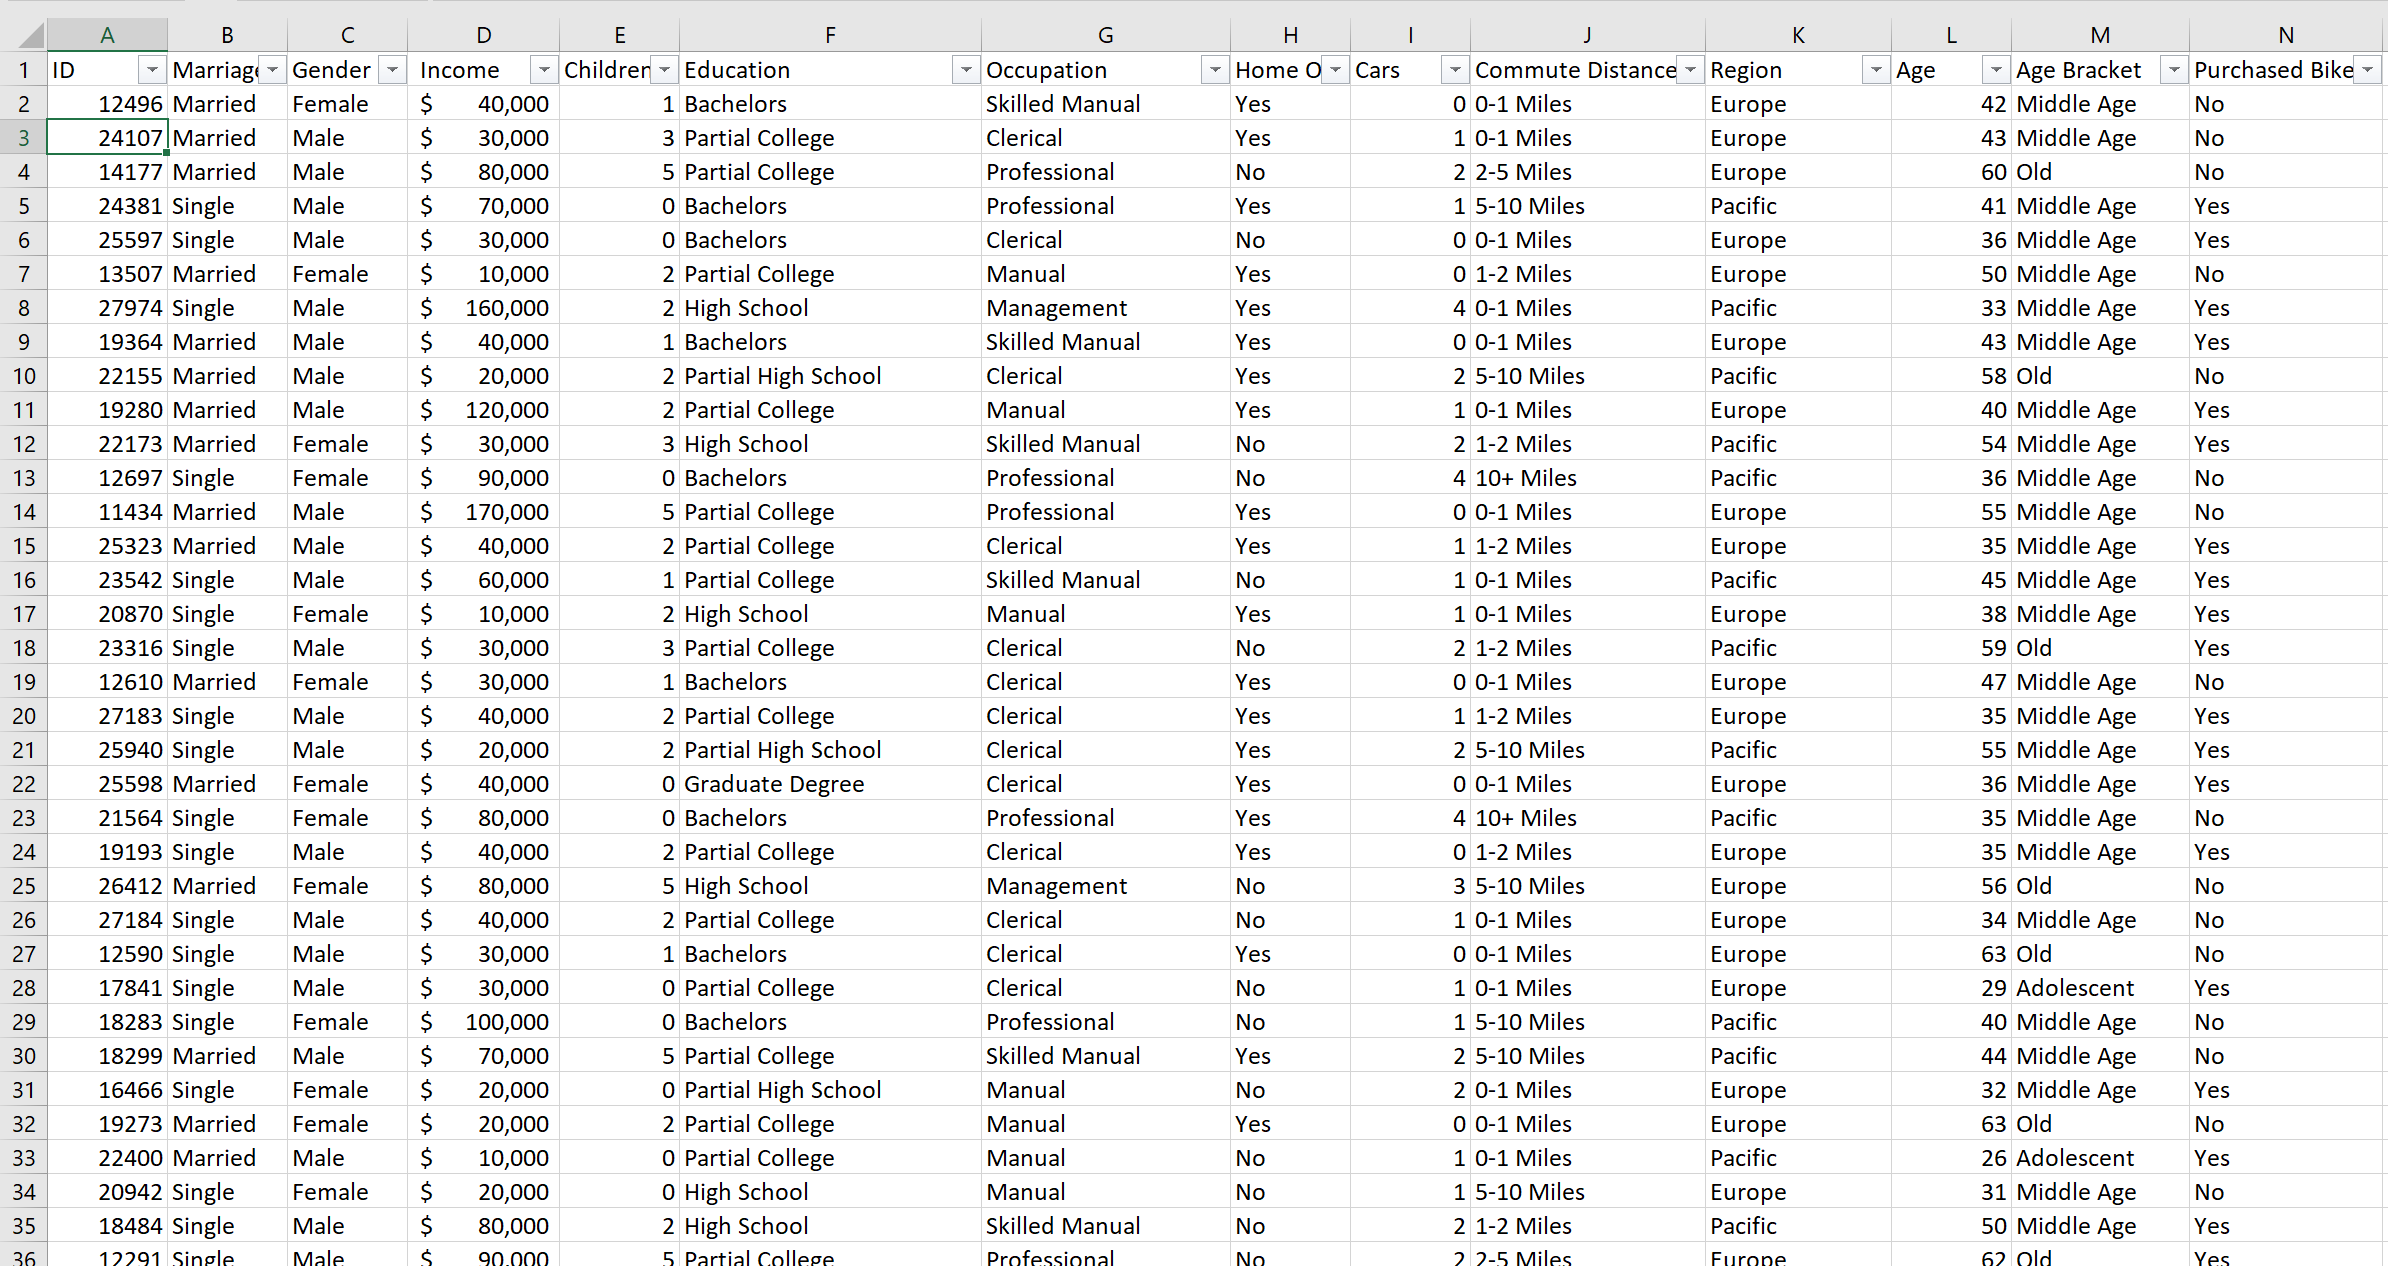 A B C D E F G H I J K L M N
1 ID Marriage Gender Income Children Education Occupation Home O Cars Commute Distance Region Age Age Bracket Purchased Bike
2 12496 Married Female $ 40,000 1 Bachelors Skilled Manual Yes 0 0-1 Miles Europe 42 Middle Age No
3 24107 Married Male $ 30,000 3 Partial College Clerical Yes 1 0-1 Miles Europe 43 Middle Age No
4 14177 Married Male $ 80,000 5 Partial College Professional No 2 2-5 Miles Europe 60 Old No
5 24381 Single Male $ 70,000 0 Bachelors Professional Yes 1 5-10 Miles Pacific 41 Middle Age Yes
6 25597 Single Male $ 30,000 0 Bachelors Clerical No 0 0-1 Miles Europe 36 Middle Age Yes
7 13507 Married Female $ 10,000 2 Partial College Manual Yes 0 1-2 Miles Europe 50 Middle Age No
8 27974 Single Male $ 160,000 2 High School Management Yes 4 0-1 Miles Pacific 33 Middle Age Yes
9 19364 Married Male $ 40,000 1 Bachelors Skilled Manual Yes 0 0-1 Miles Europe 43 Middle Age Yes
10 22155 Married Male $ 20,000 2 Partial High School Clerical Yes 2 5-10 Miles Pacific 58 Old No
11 19280 Married Male $ 120,000 2 Partial College Manual Yes 1 0-1 Miles Europe 40 Middle Age Yes
12 22173 Married Female $ 30,000 3 High School Skilled Manual No 2 1-2 Miles Pacific 54 Middle Age Yes
13 12697 Single Female $ 90,000 0 Bachelors Professional No 4 10+ Miles Pacific 36 Middle Age No
14 11434 Married Male $ 170,000 5 Partial College Professional Yes 0 0-1 Miles Europe 55 Middle Age No
15 25323 Married Male $ 40,000 2 Partial College Clerical Yes 1 1-2 Miles Europe 35 Middle Age Yes
16 23542 Single Male $ 60,000 1 Partial College Skilled Manual No 1 0-1 Miles Pacific 45 Middle Age Yes
17 20870 Single Female $ 10,000 2 High School Manual Yes 1 0-1 Miles Europe 38 Middle Age Yes
18 23316 Single Male $ 30,000 3 Partial College Clerical No 2 1-2 Miles Pacific 59 Old Yes
19 12610 Married Female $ 30,000 1 Bachelors Clerical Yes 0 0-1 Miles Europe 47 Middle Age No
20 27183 Single Male $ 40,000 2 Partial College Clerical Yes 1 1-2 Miles Europe 35 Middle Age Yes
21 25940 Single Male $ 20,000 2 Partial High School Clerical Yes 2 5-10 Miles Pacific 55 Middle Age Yes
22 25598 Married Female $ 40,000 0 Graduate Degree Clerical Yes 0 0-1 Miles Europe 36 Middle Age Yes
23 21564 Single Female $ 80,000 0 Bachelors Professional Yes 4 10+ Miles Pacific 35 Middle Age No
24 19193 Single Male $ 40,000 2 Partial College Clerical Yes 0 1-2 Miles Europe 35 Middle Age Yes
25 26412 Married Female $ 80,000 5 High School Management No 3 5-10 Miles Europe 56 Old No
26 27184 Single Male $ 40,000 2 Partial College Clerical No 1 0-1 Miles Europe 34 Middle Age No
27 12590 Single Male $ 30,000 1 Bachelors Clerical Yes 0 0-1 Miles Europe 63 Old No
28 17841 Single Male $ 30,000 0 Partial College Clerical No 1 0-1 Miles Europe 29 Adolescent Yes
29 18283 Single Female $ 100,000 0 Bachelors Professional No 1 5-10 Miles Pacific 40 Middle Age No
30 18299 Married Male $ 70,000 5 Partial College Skilled Manual Yes 2 5-10 Miles Pacific 44 Middle Age No
31 16466 Single Female $ 20,000 0 Partial High School Manual No 2 0-1 Miles Europe 32 Middle Age Yes
32 19273 Married Female $ 20,000 2 Partial College Manual Yes 0 0-1 Miles Europe 63 Old No
33 22400 Married Male $ 10,000 0 Partial College Manual No 1 0-1 Miles Pacific 26 Adolescent Yes
34 20942 Single Female $ 20,000 0 High School Manual No 1 5-10 Miles Europe 31 Middle Age No
35 18484 Single Male $ 80,000 2 High School Skilled Manual No 2 1-2 Miles Pacific 50 Middle Age Yes
36 12291 Single Male $ 90,000 5 Partial College Professional No 2 2-5 Miles Europe 62 Old Yes